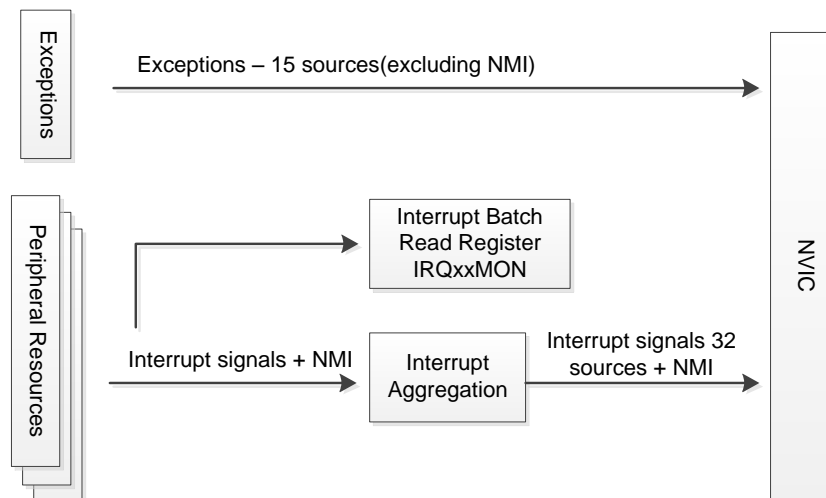 Exceptions
Exceptions – 15 sources(excluding NMI)
Peripheral Resources
Interrupt Batch
Read Register
IRQxxMON
Interrupt signals + NMI
Interrupt
Aggregation
Interrupt signals 32
sources + NMI
NVIC